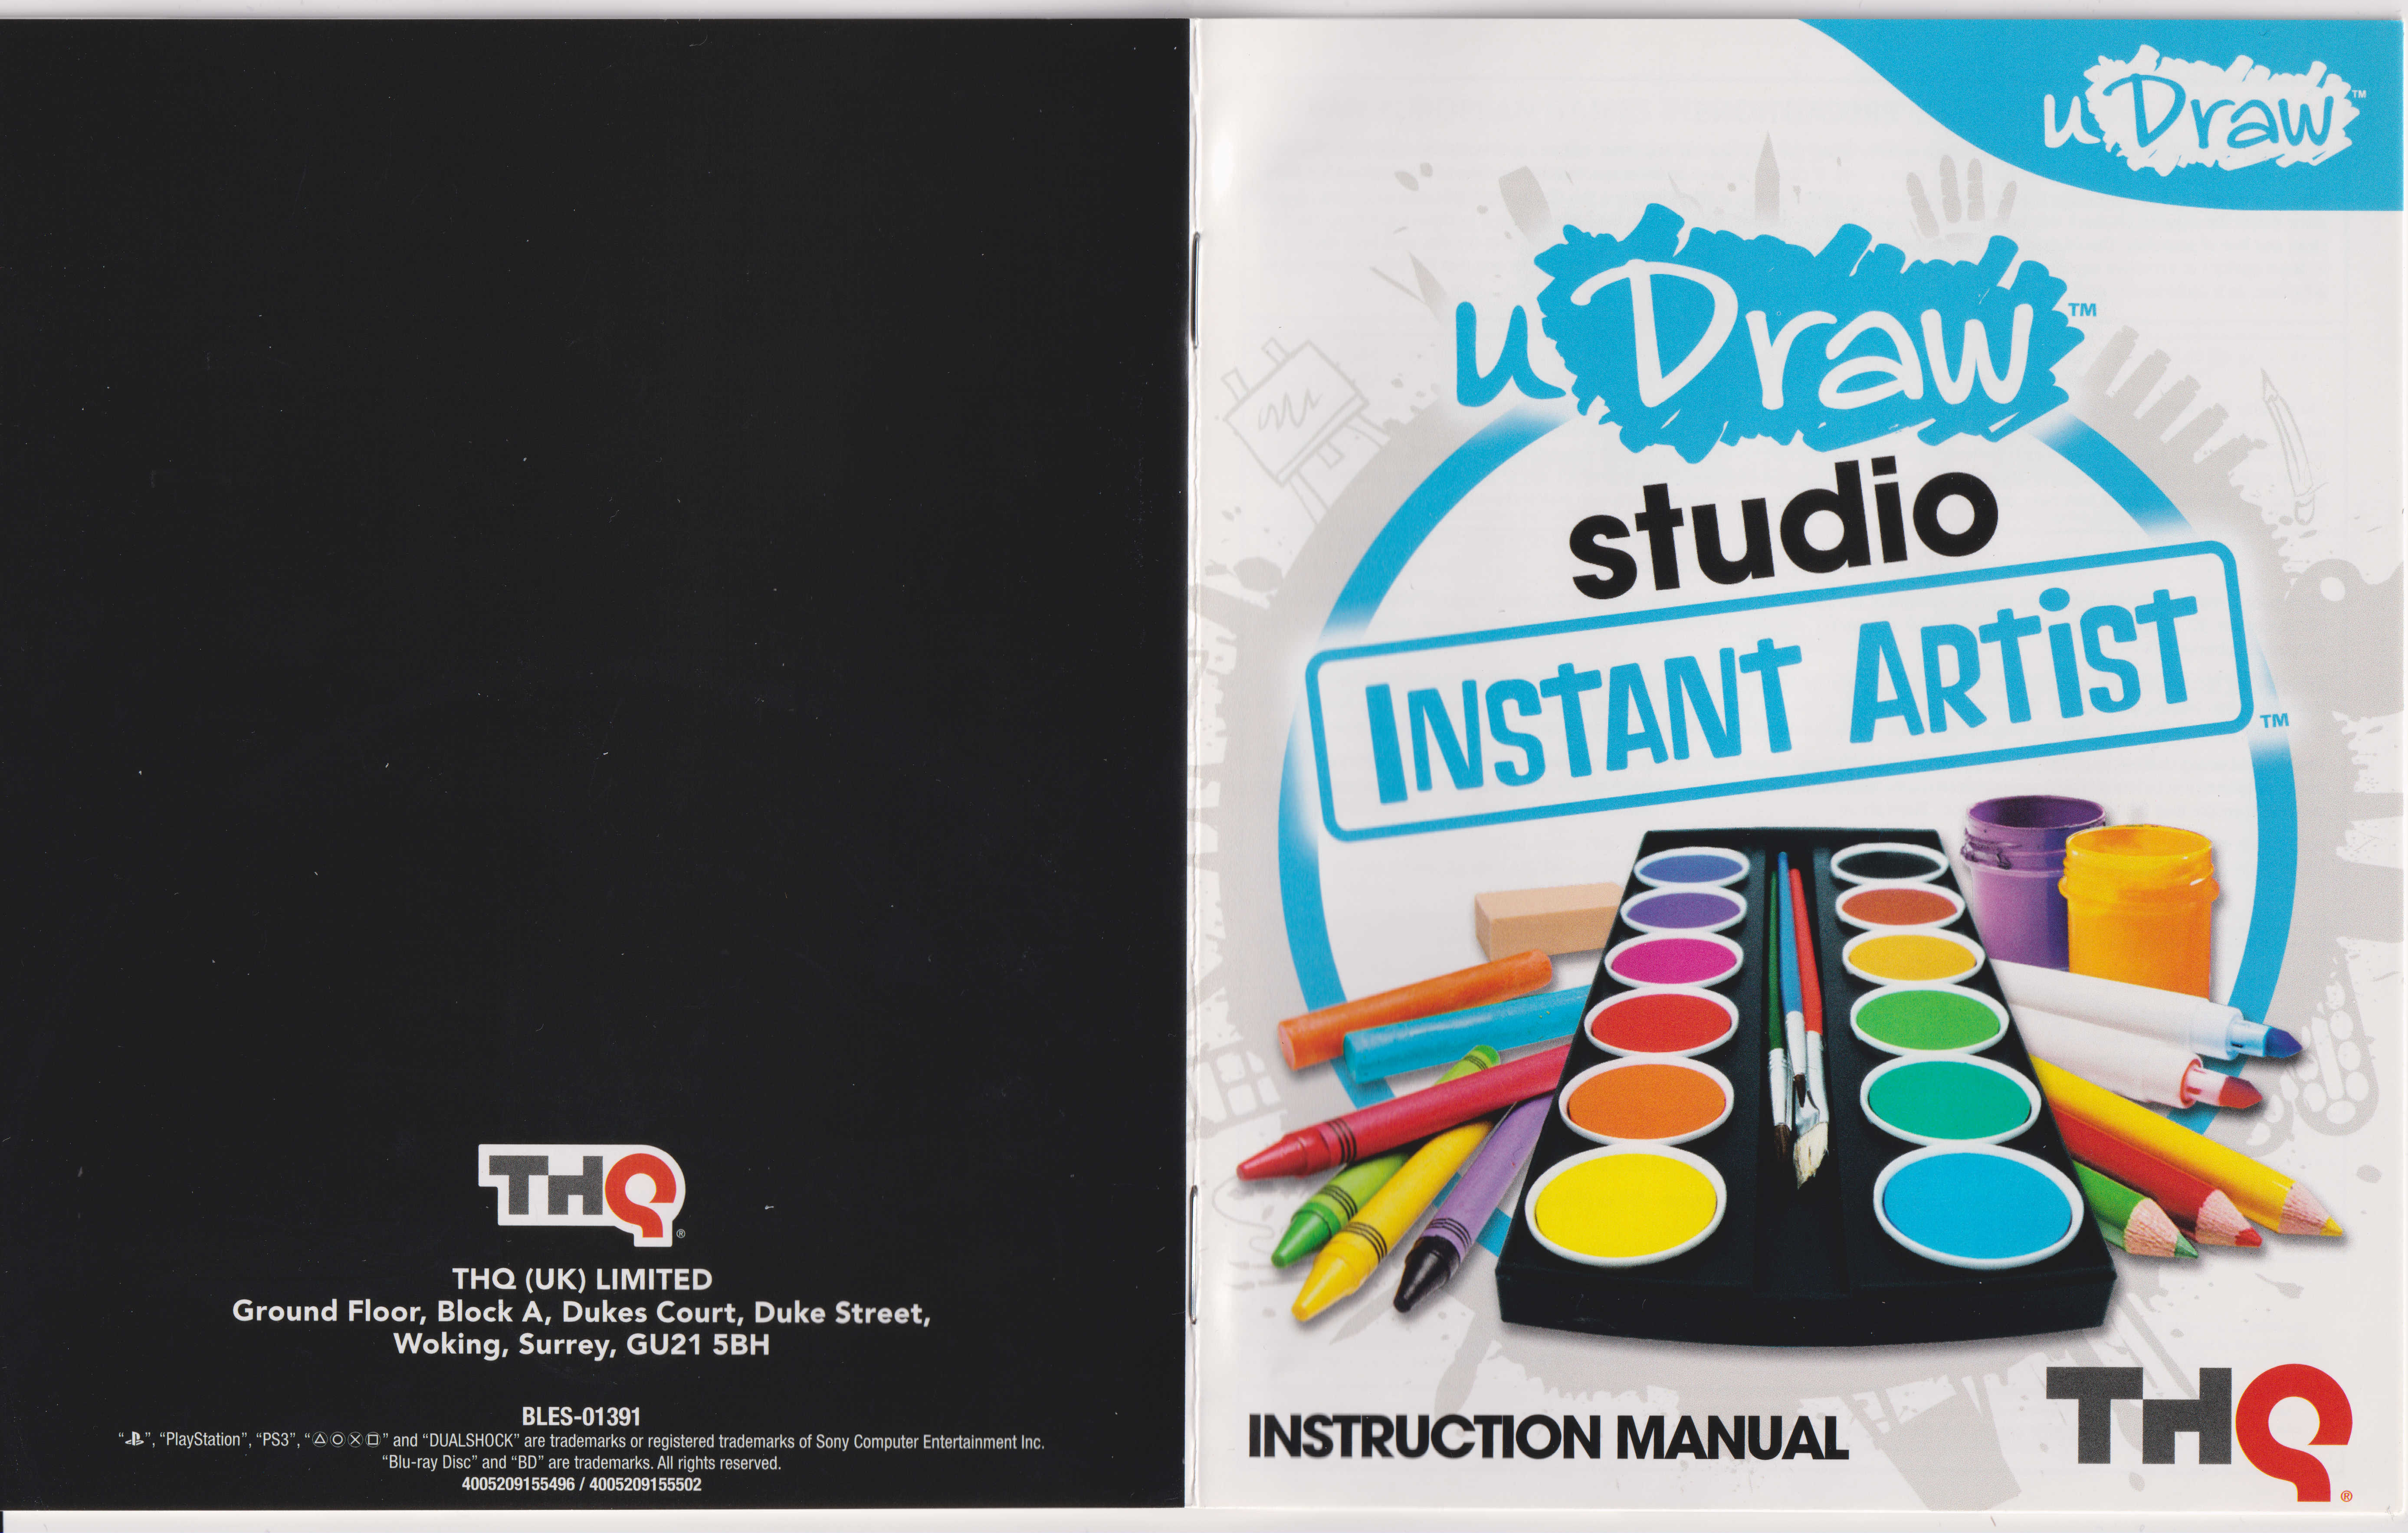 THQ®
THQ (UK) LIMITED
Ground Floor, Block A, Dukes Court, Duke Street,
Woking, Surrey, GU21 5BH
BLES-01391
“ ”, “PlayStation”, “PS3”, “△○✕□” and “DUALSHOCK” are trademarks or registered trademarks of Sony Computer Entertainment Inc.
“Blu-ray Disc” and “BD” are trademarks. All rights reserved.
4005209155496 / 4005209155502
uDraw™
uDraw™
studio
INSTANT ARTiST™
INSTRUCTION MANUAL
THQ®